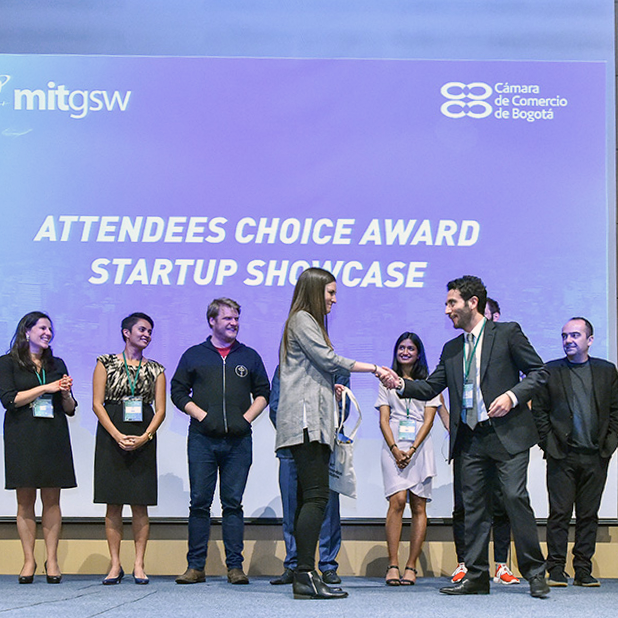 mitgsw
Cámara
de Comercio
de Bogotá
ATTENDEES CHOICE AWARD
STARTUP SHOWCASE